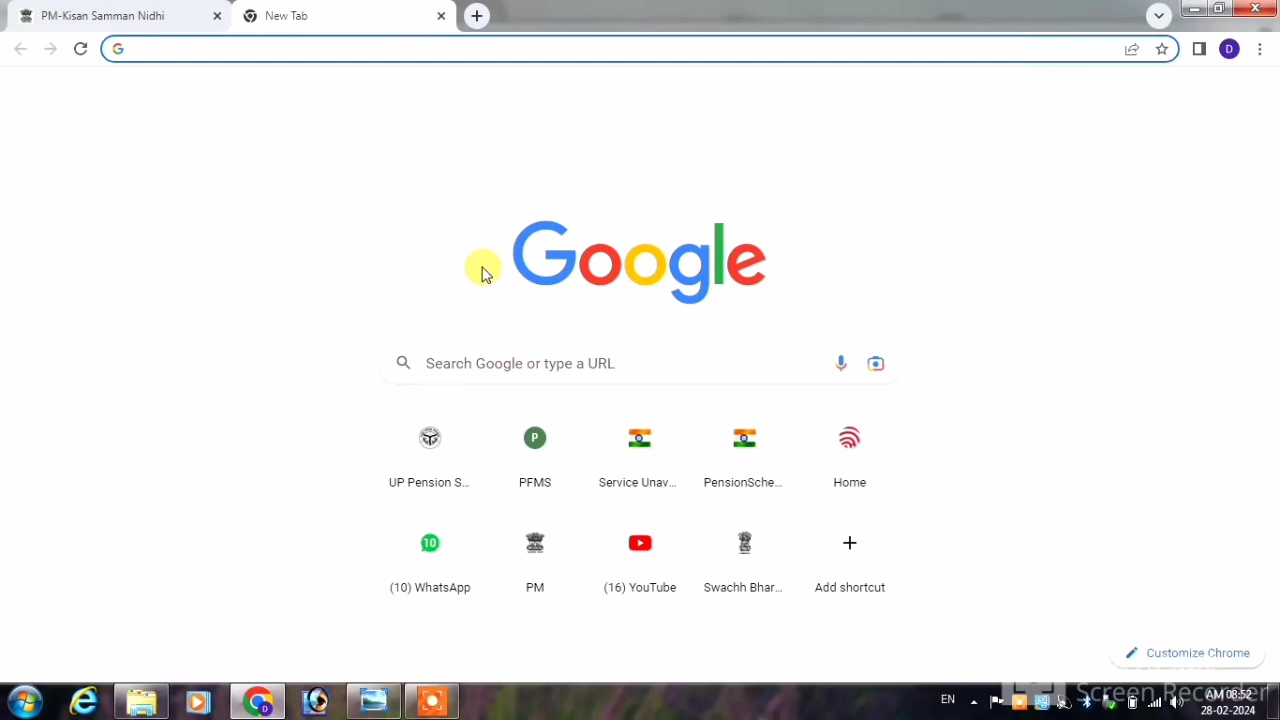 PM-Kisan Samman Nidhi
New Tab
D
Google
Search Google or type a URL
P
UP Pension S...
PFMS
Service Unav...
PensionSche...
Home
10
(10) WhatsApp
PM
(16) YouTube
Swachh Bhar...
Add shortcut
Customize Chrome
Screen Recorder
EN
AM 08:52
28-02-2024